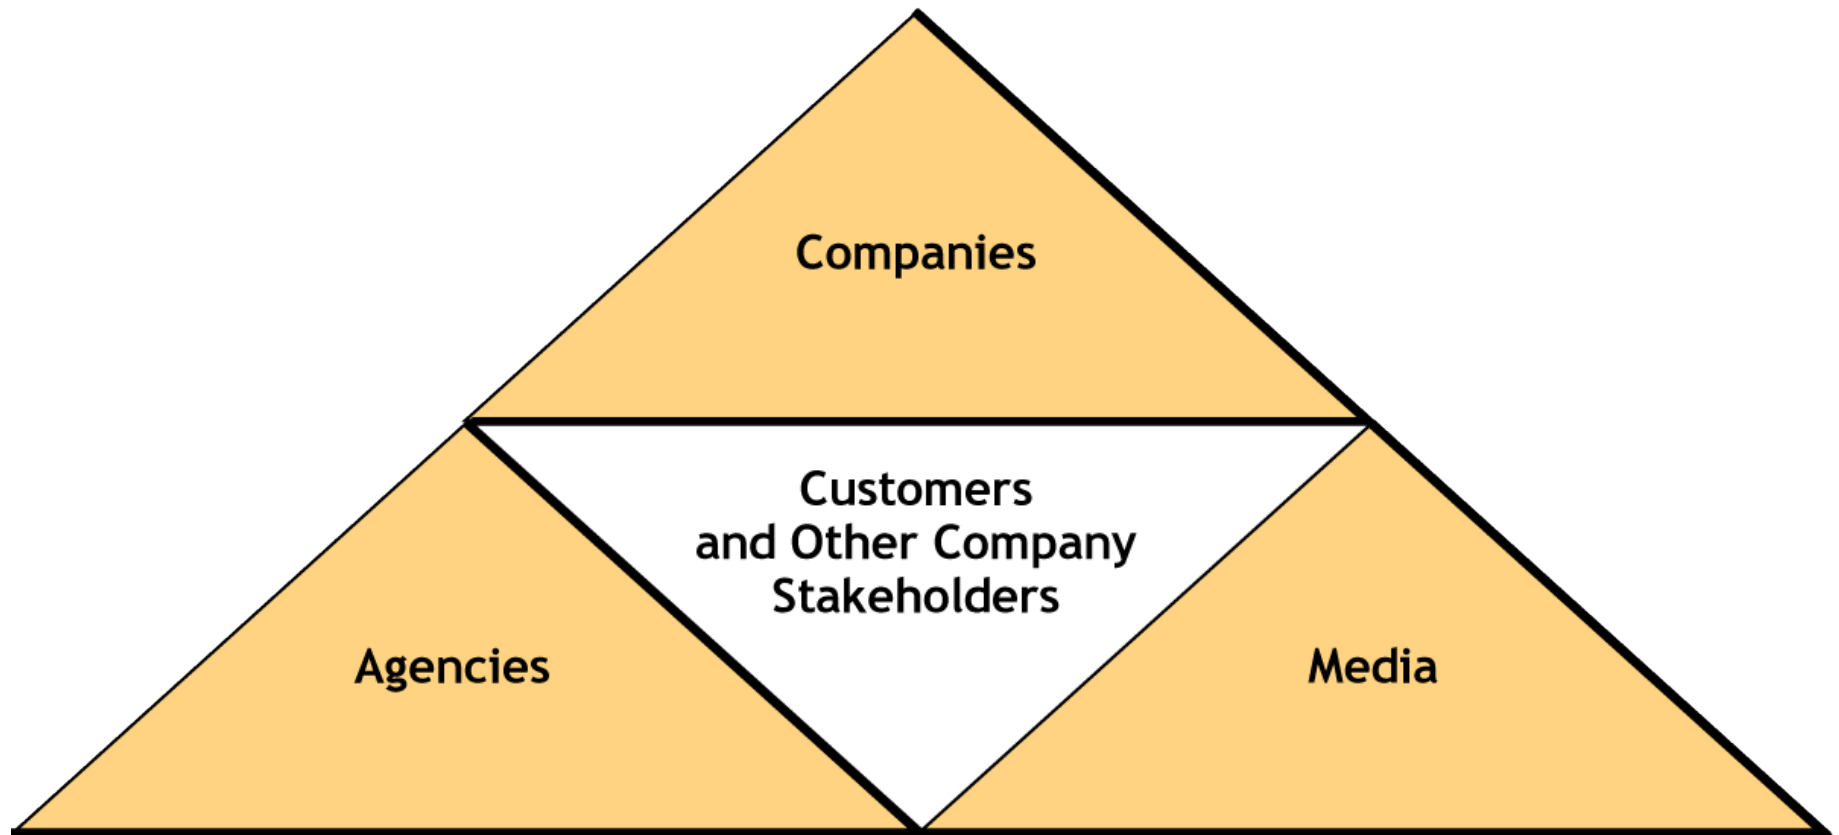 Companies
Customers
and Other Company
Stakeholders
Agencies
Media